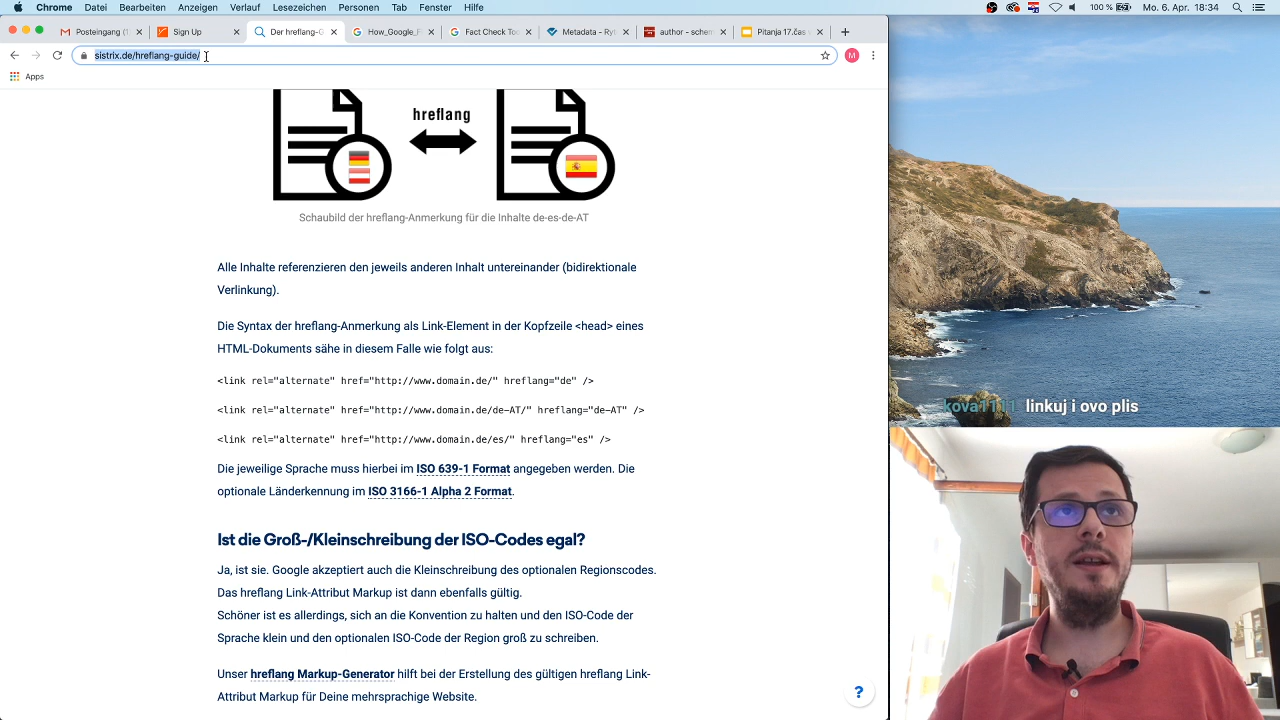 Chrome Datei Bearbeiten Anzeigen Verlauf Lesezeichen Personen Tab Fenster Hilfe 100 % Mo. 6. Apr. 18:34
Posteingang (1 Sign Up Der hreflang-G Home/Google_F Fact Check Too Metadata - Ryt author - schem Pitanja 17.čas
sistrix.de/hreflang-guide/ M
Apps
hreflang
Schaubild der hreflang-Anmerkung für die Inhalte de-es-de-AT
Alle Inhalte referenzieren den jeweils anderen Inhalt untereinander (bidirektionale
Verlinkung).
Die Syntax der hreflang-Anmerkung als Link-Element in der Kopfzeile <head> eines
HTML-Dokuments sähe in diesem Falle wie folgt aus:
<link rel="alternate" href="http://www.domain.de/" hreflang="de" />
<link rel="alternate" href="http://www.domain.de/de-AT/" hreflang="de-AT" />
<link rel="alternate" href="http://www.domain.de/es/" hreflang="es" />
Die jeweilige Sprache muss hierbei im ISO 639-1 Format angegeben werden. Die
optionale Länderkennung im ISO 3166-1 Alpha 2 Format.
Ist die Groß-/Kleinschreibung der ISO-Codes egal?
Ja, ist sie. Google akzeptiert auch die Kleinschreibung des optionalen Regionscodes.
Das hreflang Link-Attribut Markup ist dann ebenfalls gültig.
Schöner ist es allerdings, sich an die Konvention zu halten und den ISO-Code der
Sprache klein und den optionalen ISO-Code der Region groß zu schreiben.
Unser hreflang Markup-Generator hilft bei der Erstellung des gültigen hreflang Link-
Attribut Markup für Deine mehrsprachige Website.
?
linkuj i ovo plis